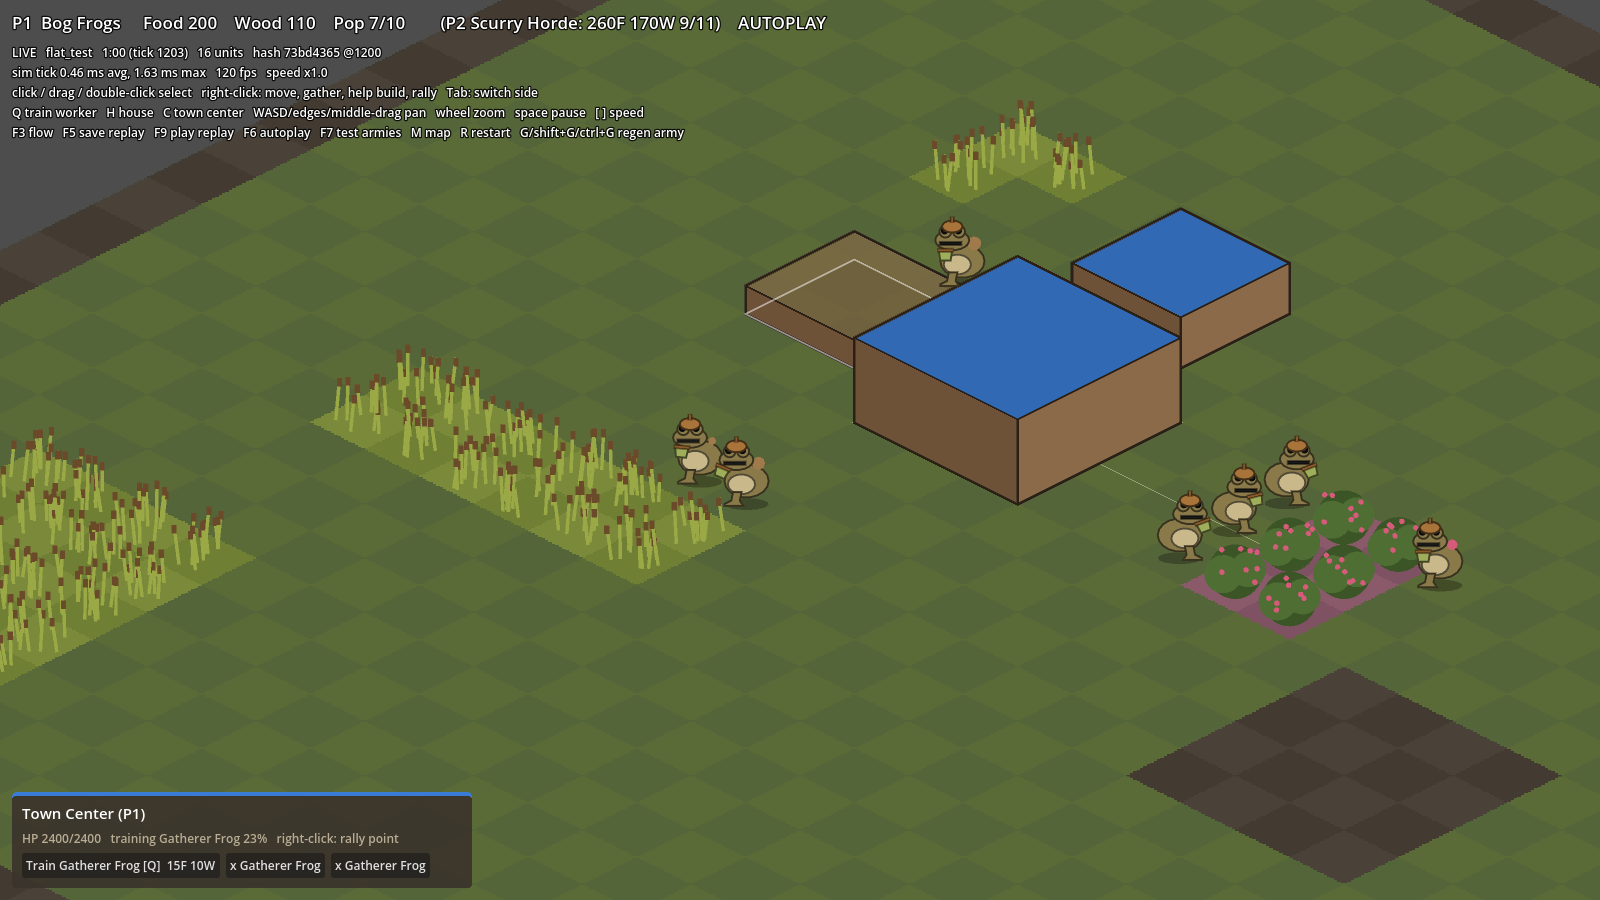 P1 Bog Frogs Food 200 Wood 110 Pop 7/10 (P2 Scurry Horde: 260F 170W 9/11) AUTOPLAY
LIVE flat_test 1:00 (tick 1203) 16 units hash 73bd4365 @1200
sim tick 0.46 ms avg, 1.63 ms max 120 fps speed x1.0
click / drag / double-click select right-click: move, gather, help build, rally Tab: switch side
Q train worker H house C town center WASD/edges/middle-drag pan wheel zoom space pause [ ] speed
F3 flow F5 save replay F9 play replay F6 autoplay F7 test armies M map R restart G/shift+G/ctrl+G regen army
Town Center (P1)
HP 2400/2400 training Gatherer Frog 23% right-click: rally point
Train Gatherer Frog [Q] 15F 10W x Gatherer Frog x Gatherer Frog